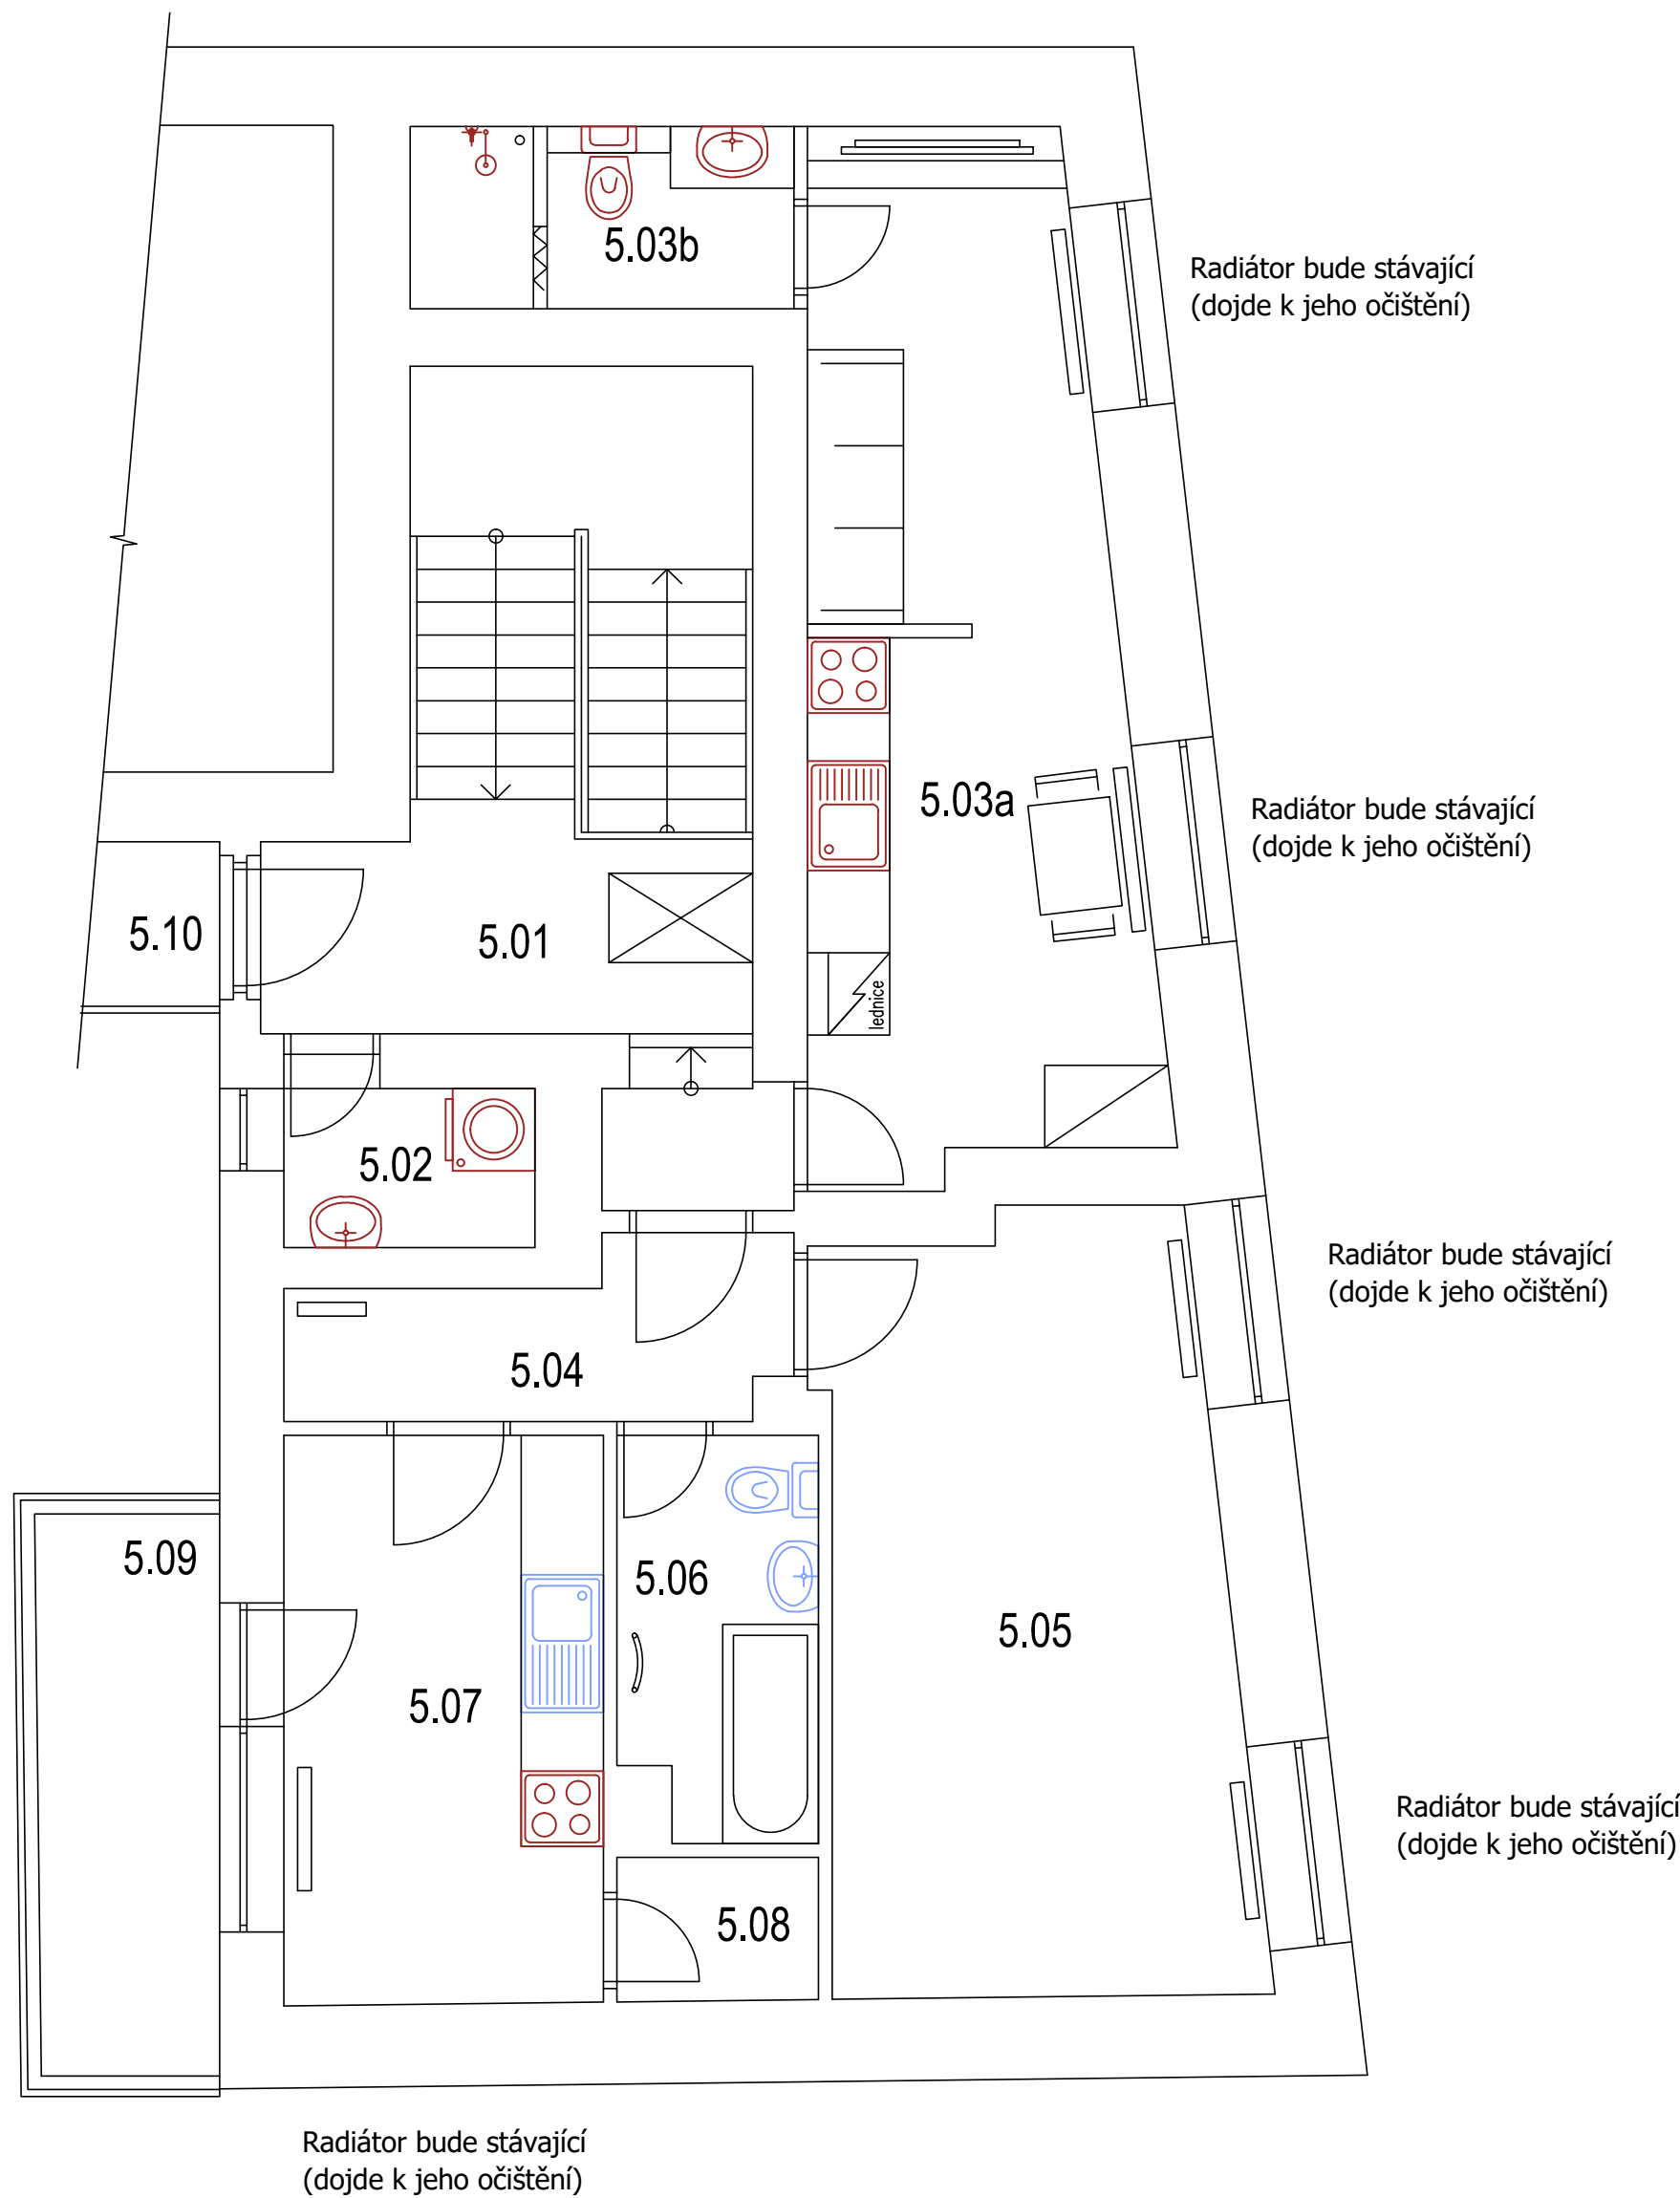 5.03b
Radiátor bude stávající
(dojde k jeho očištění)
5.03a
Radiátor bude stávající
(dojde k jeho očištění)
5.10
5.01
lednice
5.02
Radiátor bude stávající
(dojde k jeho očištění)
5.04
5.09
5.06
5.05
5.07
Radiátor bude stávající
(dojde k jeho očištění)
5.08
Radiátor bude stávající
(dojde k jeho očištění)